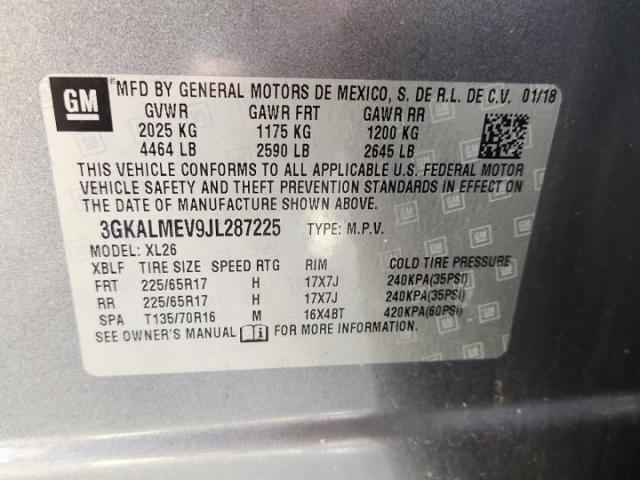 GM
MFD BY GENERAL MOTORS DE MEXICO, S. DE R.L. DE C.V. 01/18
GVWR GAWR FRT GAWR RR
2025 KG 1175 KG 1200 KG
4464 LB 2590 LB 2645 LB
THIS VEHICLE CONFORMS TO ALL APPLICABLE U.S. FEDERAL MOTOR
VEHICLE SAFETY AND THEFT PREVENTION STANDARDS IN EFFECT ON
THE DATE OF MANUFACTURE SHOWN ABOVE.
3GKALMEV9JL287225 TYPE: M.P.V.
MODEL: XL26
XBLF TIRE SIZE SPEED RTG RIM COLD TIRE PRESSURE
FRT 225/65R17 H 17X7J 240KPA(35PSI)
RR 225/65R17 H 17X7J 240KPA(35PSI)
SPA T135/70R16 M 16X4BT 420KPA(60PSI)
SEE OWNER'S MANUAL i FOR MORE INFORMATION.